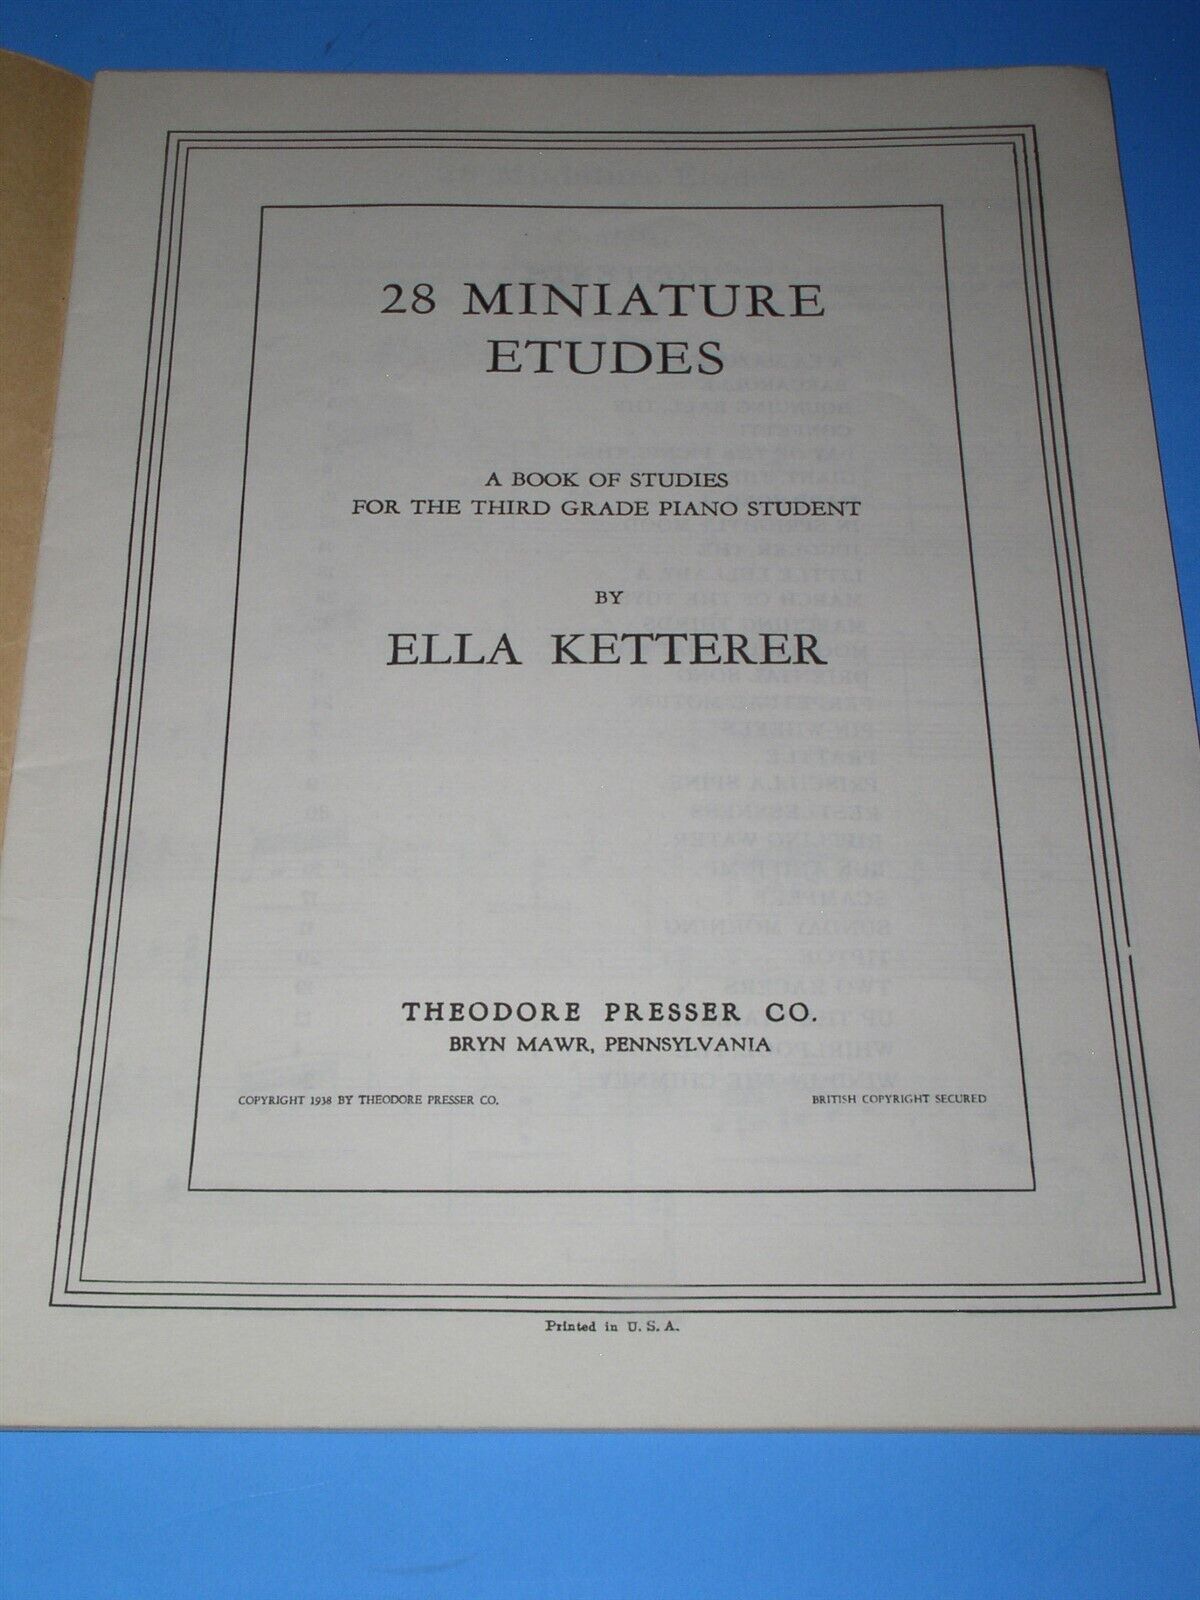 28 MINIATURE
ETUDES
A BOOK OF STUDIES
FOR THE THIRD GRADE PIANO STUDENT
BY
ELLA KETTERER
THEODORE PRESSER CO.
BRYN MAWR, PENNSYLVANIA
COPYRIGHT 1938 BY THEODORE PRESSER CO. BRITISH COPYRIGHT SECURED
Printed in U. S. A.